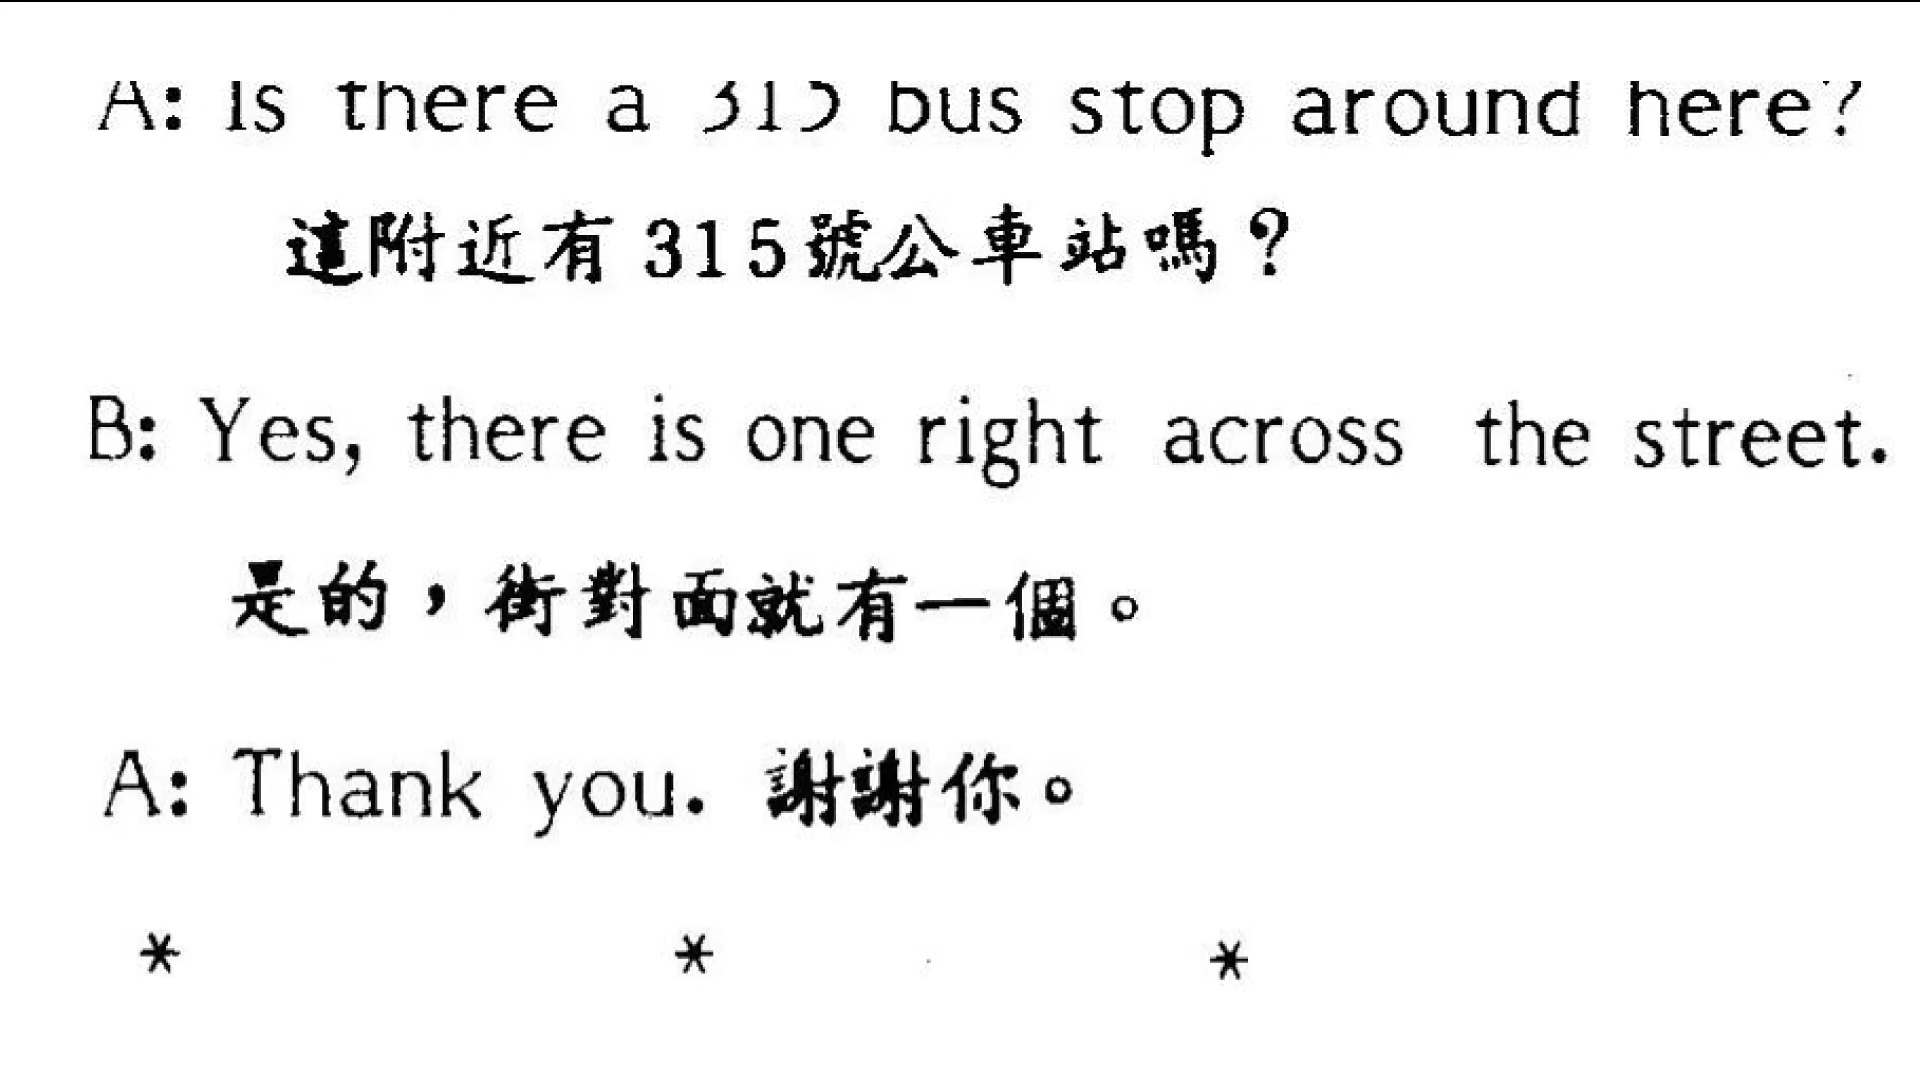 A: Is there a 315 bus stop around here?
這附近有315號公車站嗎？
B: Yes, there is one right across the street.
是的，街對面就有一個。
A: Thank you. 謝謝你。
* * *